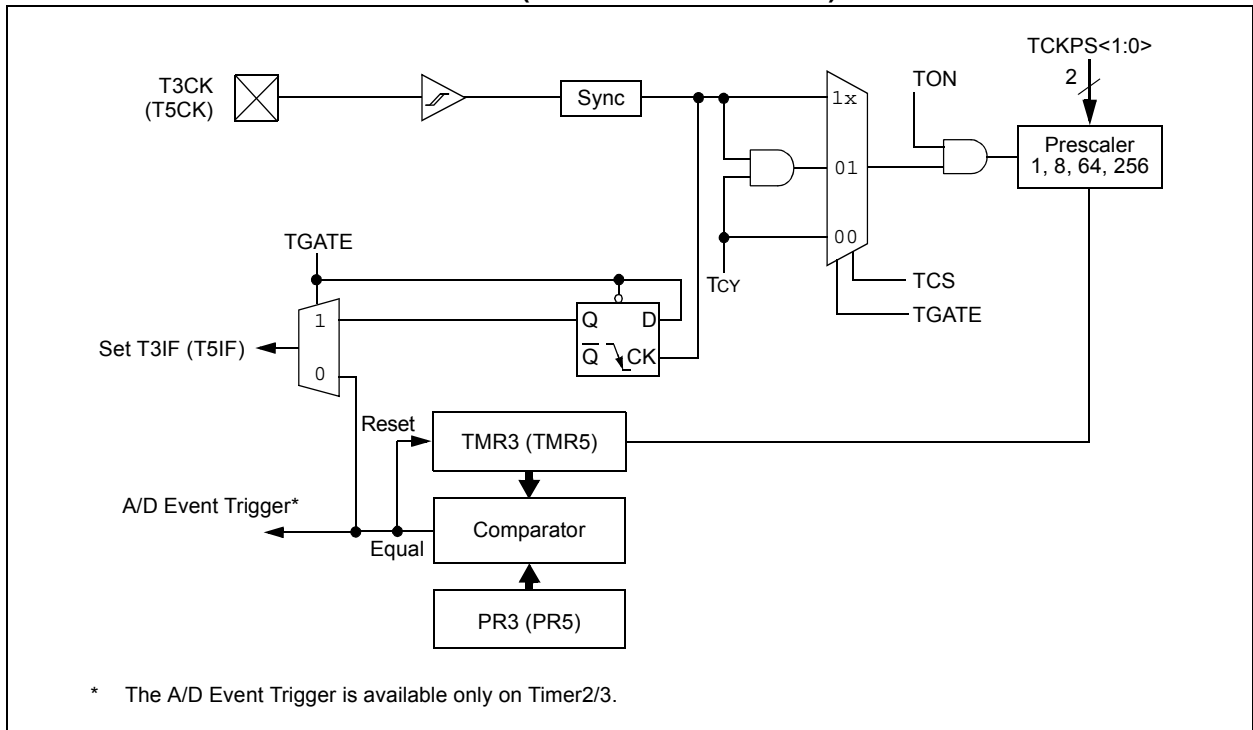 T3CK
(T5CK)
Sync
1x
01
00
TON
TCKPS<1:0>
2
Prescaler
1, 8, 64, 256
TCY
TCS
TGATE
TGATE
1
0
Q D
Q CK
Set T3IF (T5IF)
Reset
TMR3 (TMR5)
A/D Event Trigger*
Equal
Comparator
PR3 (PR5)
* The A/D Event Trigger is available only on Timer2/3.